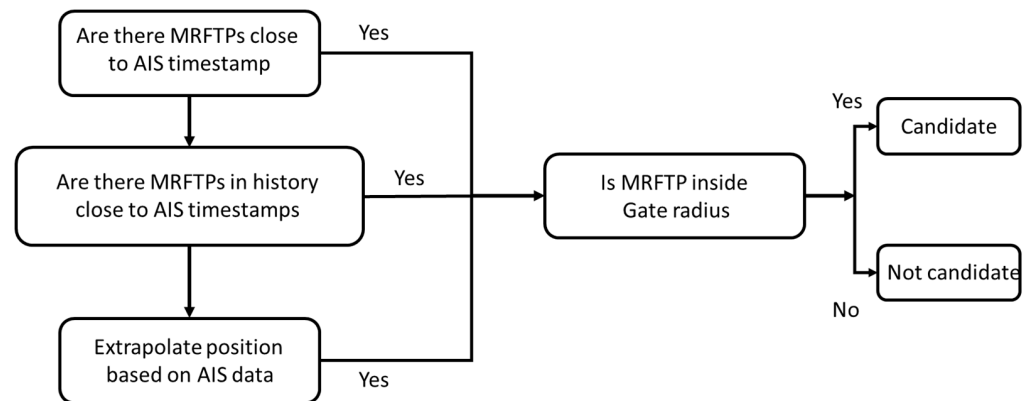 Are there MRFTPs close
to AIS timestamp
Yes
Are there MRFTPs in history
close to AIS timestamps
Yes
Extrapolate position
based on AIS data
Yes
Is MRFTP inside
Gate radius
Yes
Candidate
Not candidate
No